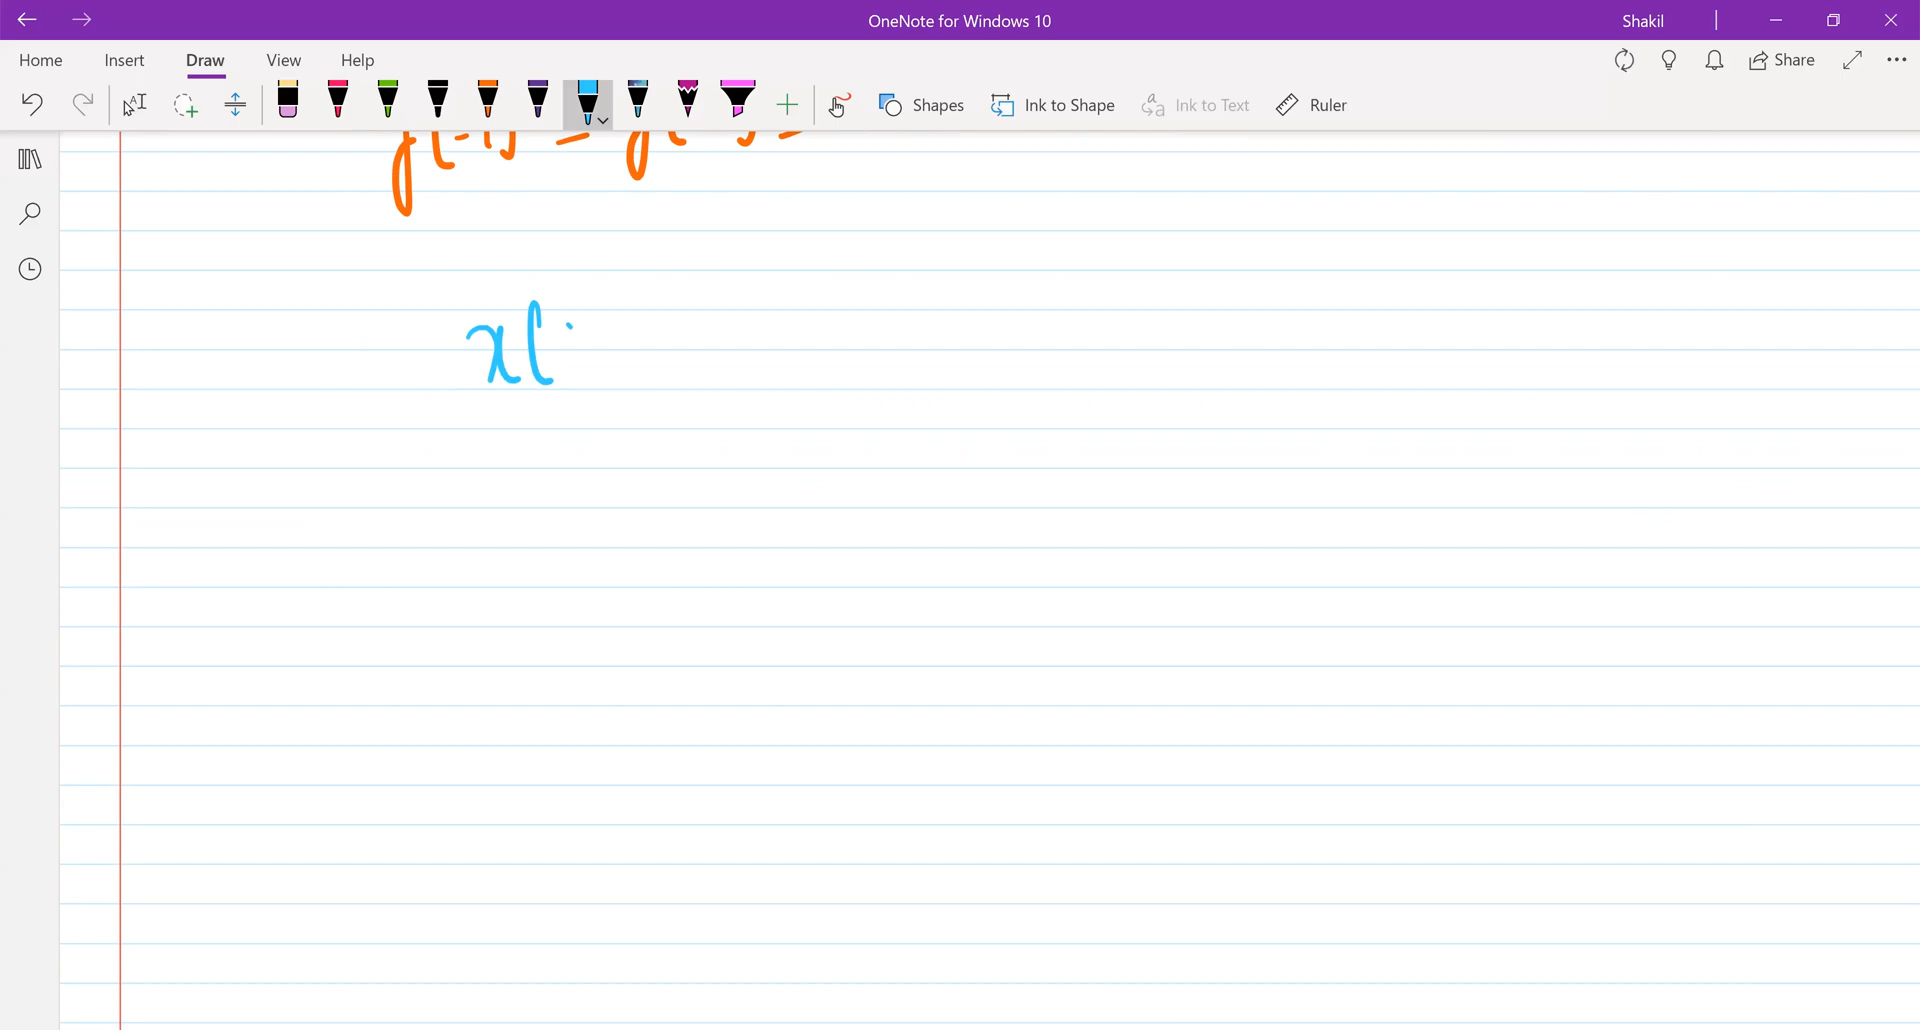 OneNote for Windows 10
Shakil
Home Insert Draw View Help
Share
Shapes Ink to Shape Ink to Text Ruler
x(